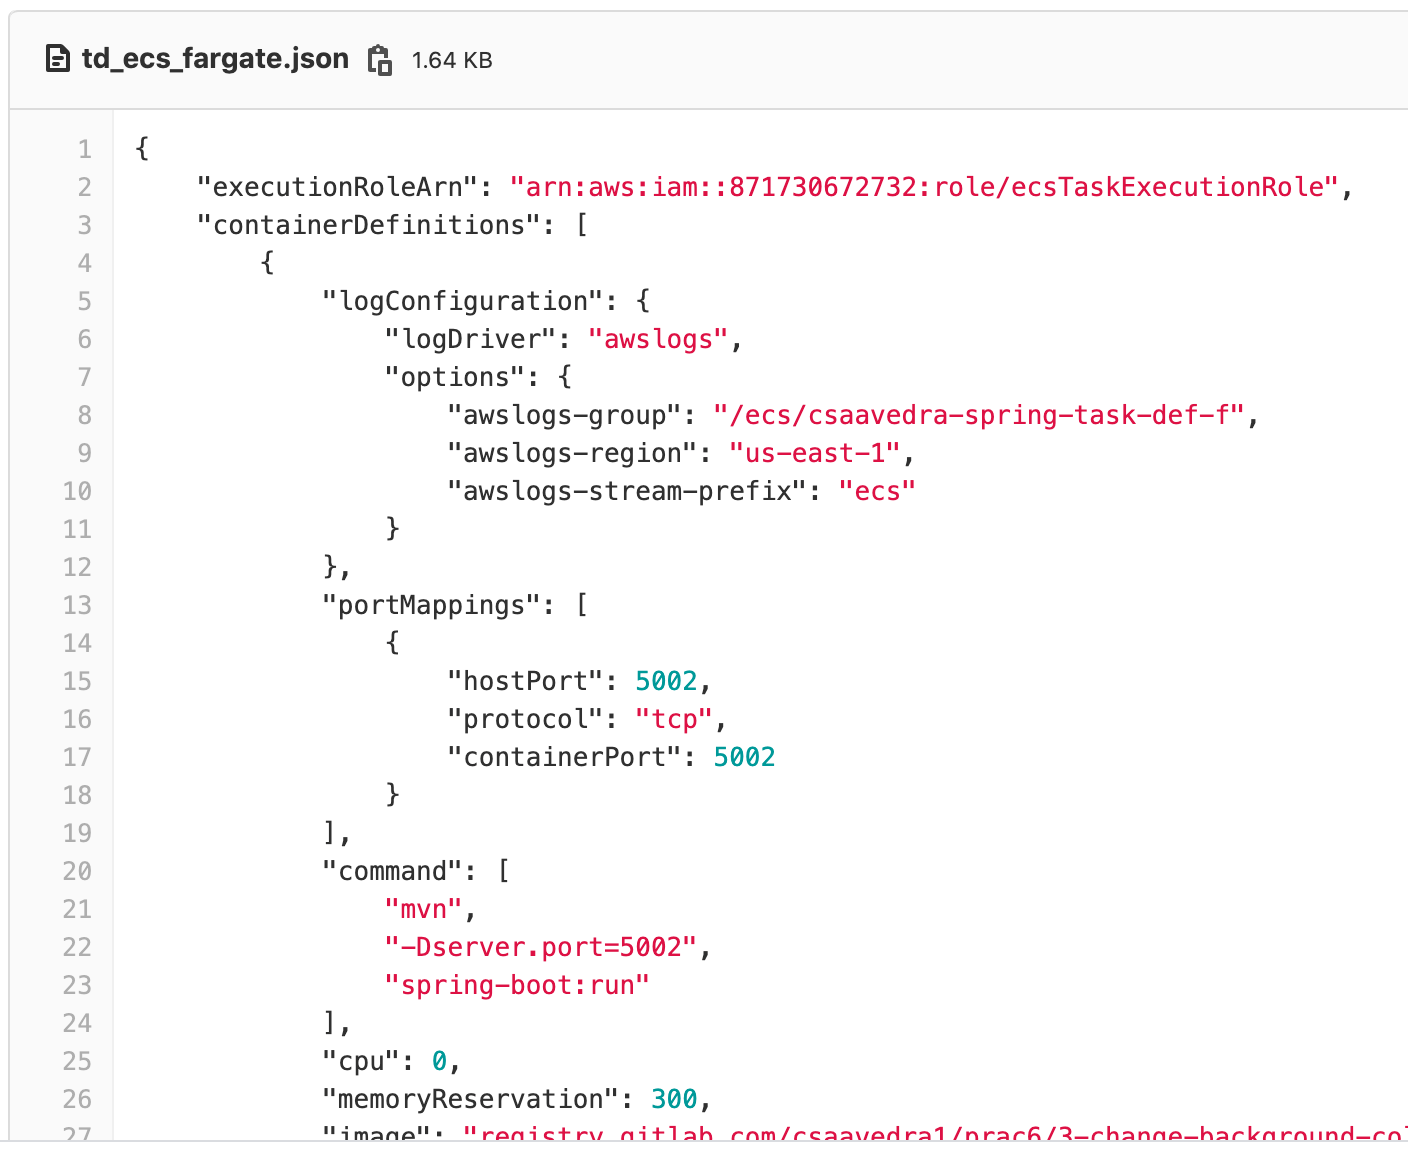 td_ecs_fargate.json 1.64 KB
1 {
2     "executionRoleArn": "arn:aws:iam::871730672732:role/ecsTaskExecutionRole",
3     "containerDefinitions": [
4         {
5             "logConfiguration": {
6                 "logDriver": "awslogs",
7                 "options": {
8                     "awslogs-group": "/ecs/csaavedra-spring-task-def-f",
9                     "awslogs-region": "us-east-1",
10                     "awslogs-stream-prefix": "ecs"
11                 }
12             },
13             "portMappings": [
14                 {
15                     "hostPort": 5002,
16                     "protocol": "tcp",
17                     "containerPort": 5002
18                 }
19             ],
20             "command": [
21                 "mvn",
22                 "-Dserver.port=5002",
23                 "spring-boot:run"
24             ],
25             "cpu": 0,
26             "memoryReservation": 300,
27             "image": "registry.gitlab.com/csaavedra1/prac6/3-change-background-col